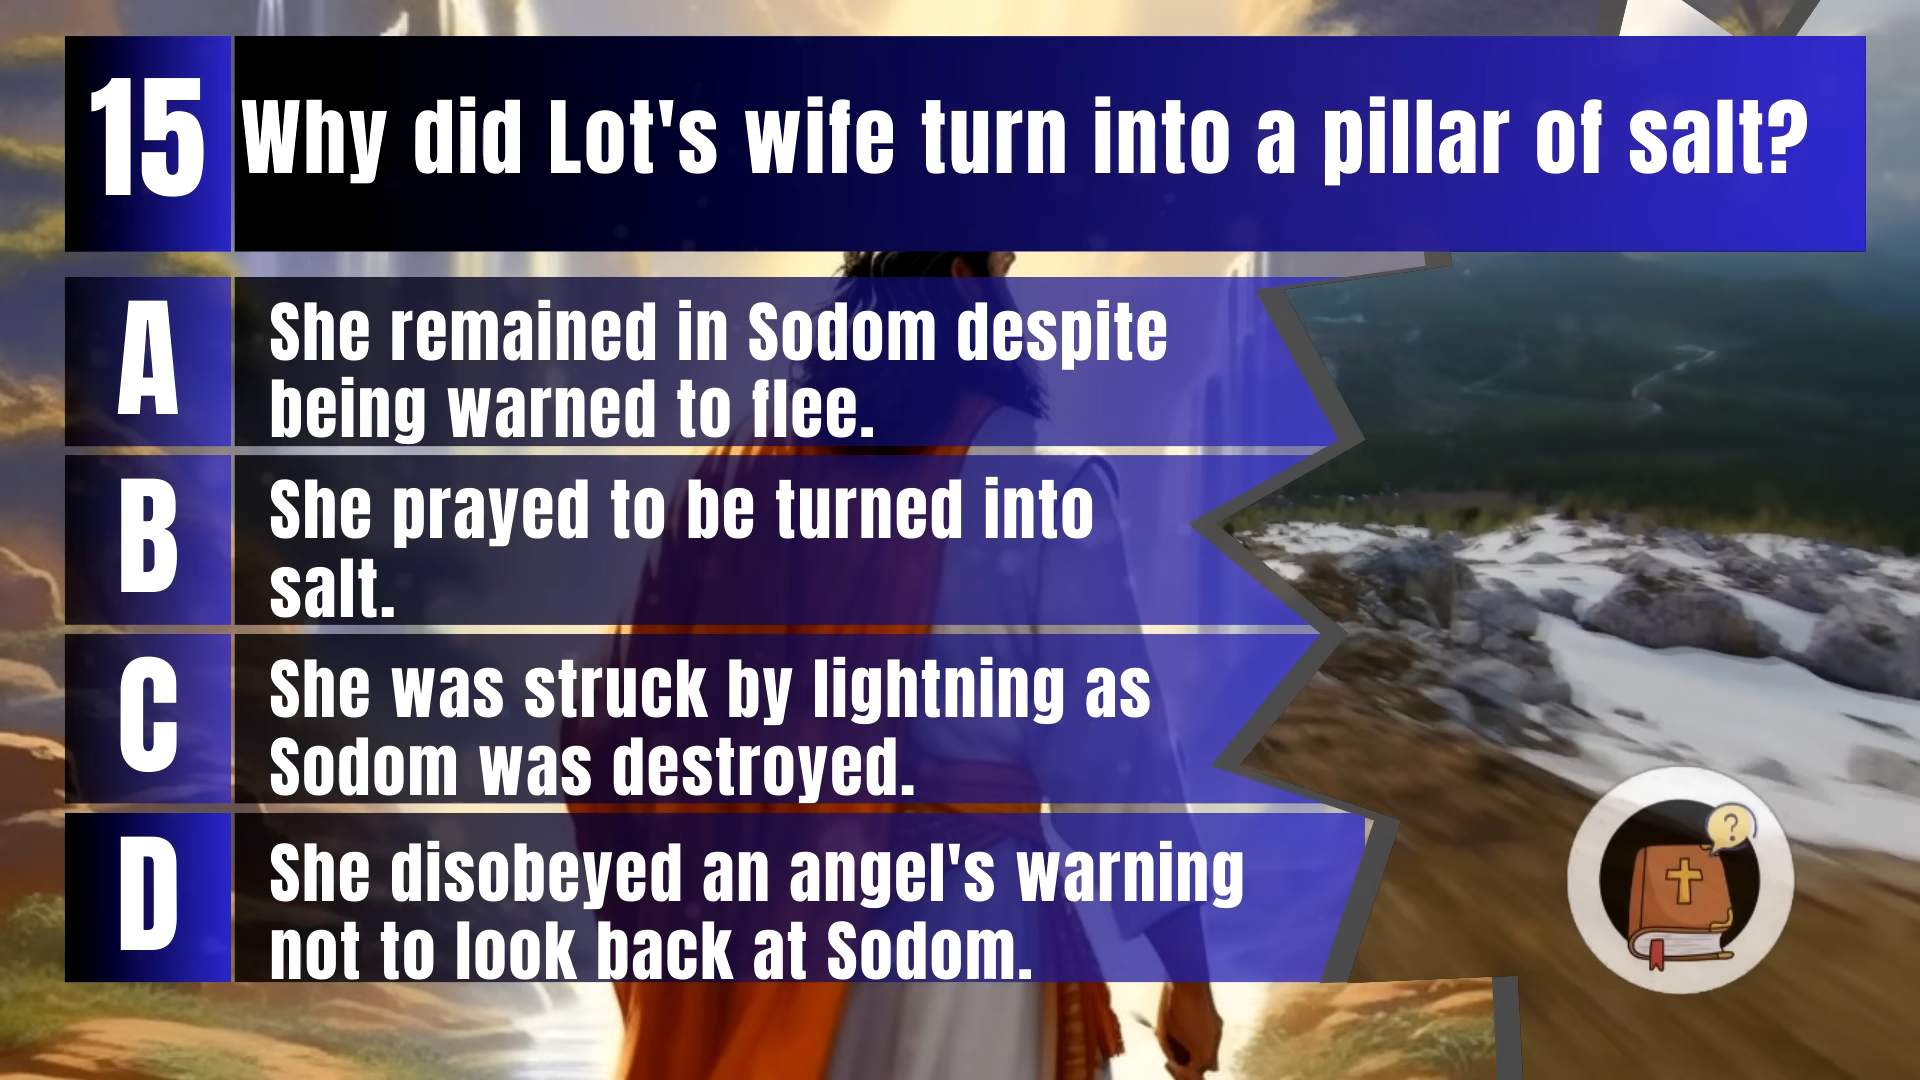 15 Why did Lot's wife turn into a pillar of salt?
A She remained in Sodom despite
being warned to flee.
B She prayed to be turned into
salt.
C She was struck by lightning as
Sodom was destroyed.
D She disobeyed an angel's warning
not to look back at Sodom.
?